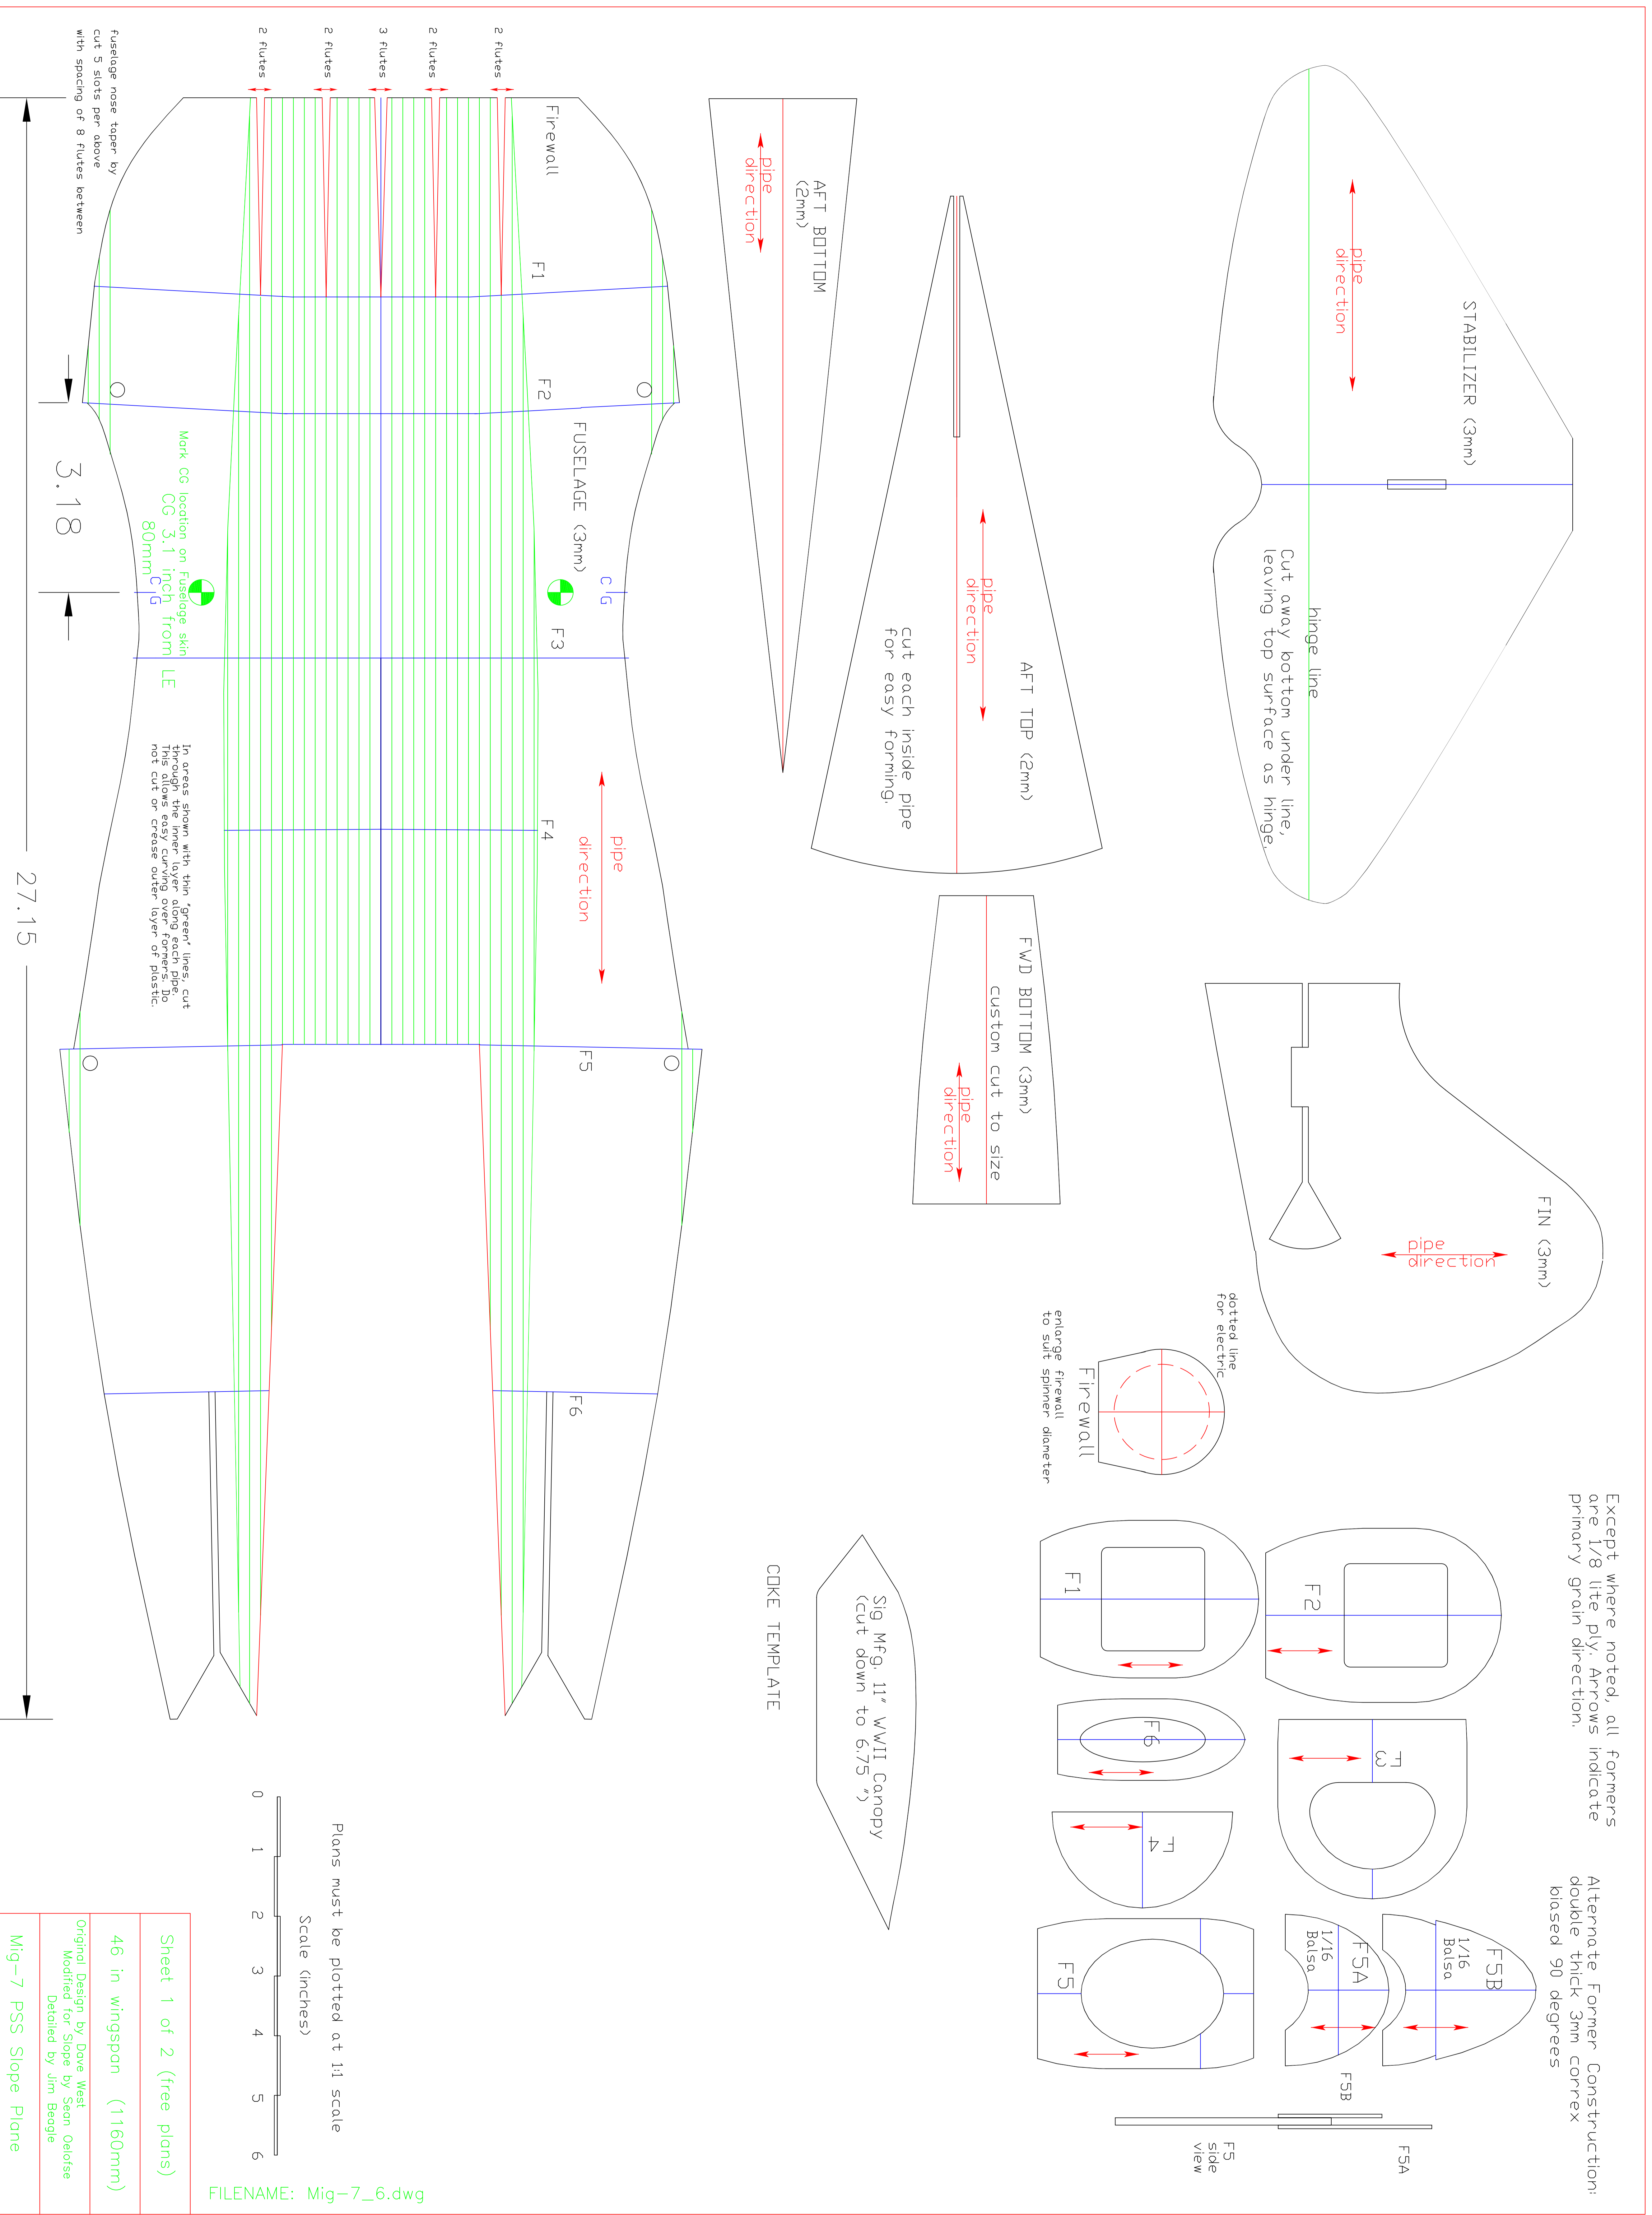 Except where noted, all formers
are 1/8 lite ply. Arrows indicate
primary grain direction.
Alternate Former Construction:
double thick 3mm correx
biased 90 degrees
STABILIZER (3mm)
pipe
direction
hinge line
Cut away bottom under line,
leaving top surface as hinge.
FIN (3mm)
pipe
direction
dotted line
for electric
enlarge firewall
to suit spinner diameter
Firewall
F2
F1
F3
F6
F4
F5B
1/16
Balsa
F5A
1/16
Balsa
F5
F5B
F5A
F5
side
view
AFT TOP (2mm)
pipe
direction
cut each inside pipe
for easy forming.
FWD BOTTOM (3mm)
custom cut to size
pipe
direction
AFT BOTTOM
(2mm)
pipe
direction
Sig Mfg. 11" WWII Canopy
(cut down to 6.75 ")
COKE TEMPLATE
2 flutes
2 flutes
3 flutes
2 flutes
2 flutes
Firewall
F1
F2
FUSELAGE (3mm)
CG
F3
F4
pipe
direction
F5
F6
Mark CG location on Fuselage skin
CG 3.1 inch from LE
80mm
CG
In areas shown with thin "green" lines, cut
through the inner layer along each pipe.
This allows easy curving over formers. Do
not cut or crease outer layer of plastic.
fuselage nose taper by
cut 5 slots per above
with spacing of 8 flutes between
3.18
27.15
Plans must be plotted at 1:1 scale
Scale (inches)
0 1 2 3 4 5 6
FILENAME: Mig-7_6.dwg
Sheet 1 of 2 (free plans)
46 in wingspan (1160mm)
Original Design by Dave West
Modified for Slope by Sean Oelofse
Detailed by Jim Beagle
Mig-7 PSS Slope Plane